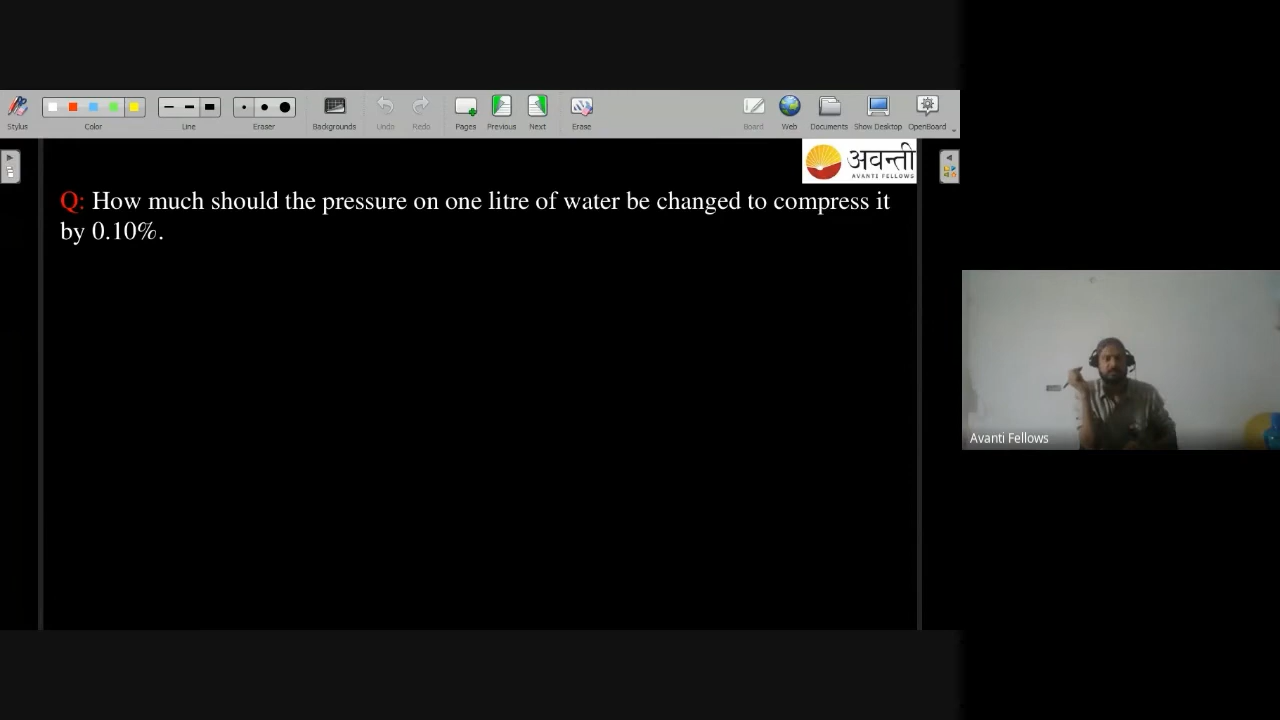 Stylus Color Line Eraser Backgrounds Undo Redo Pages Previous Next Erase Board Web Documents Show Desktop OpenBoard
अवन्ती
AVANTI FELLOWS
Q: How much should the pressure on one litre of water be changed to compress it
by 0.10%.
Avanti Fellows